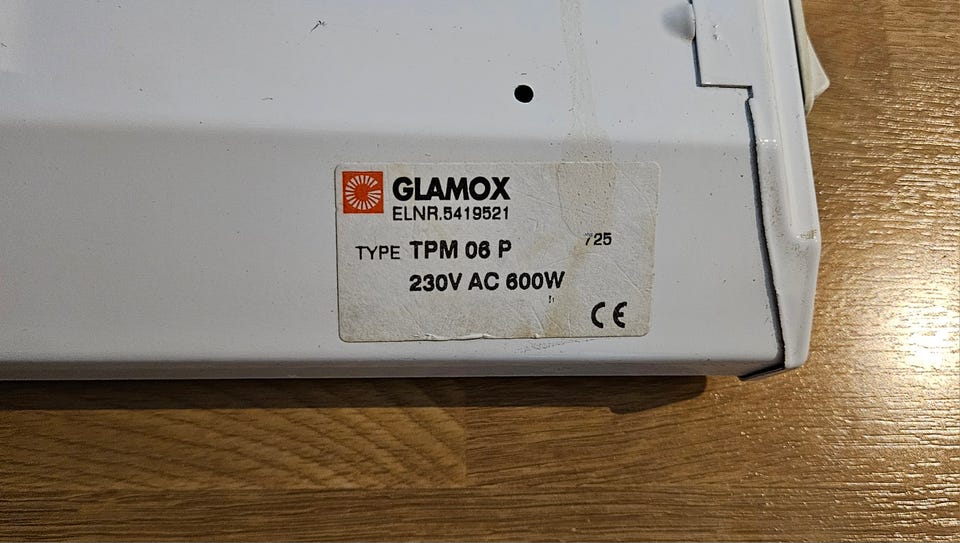 GLAMOX
ELNR.5419521
TYPE TPM 06 P 725
230V AC 600W
CE